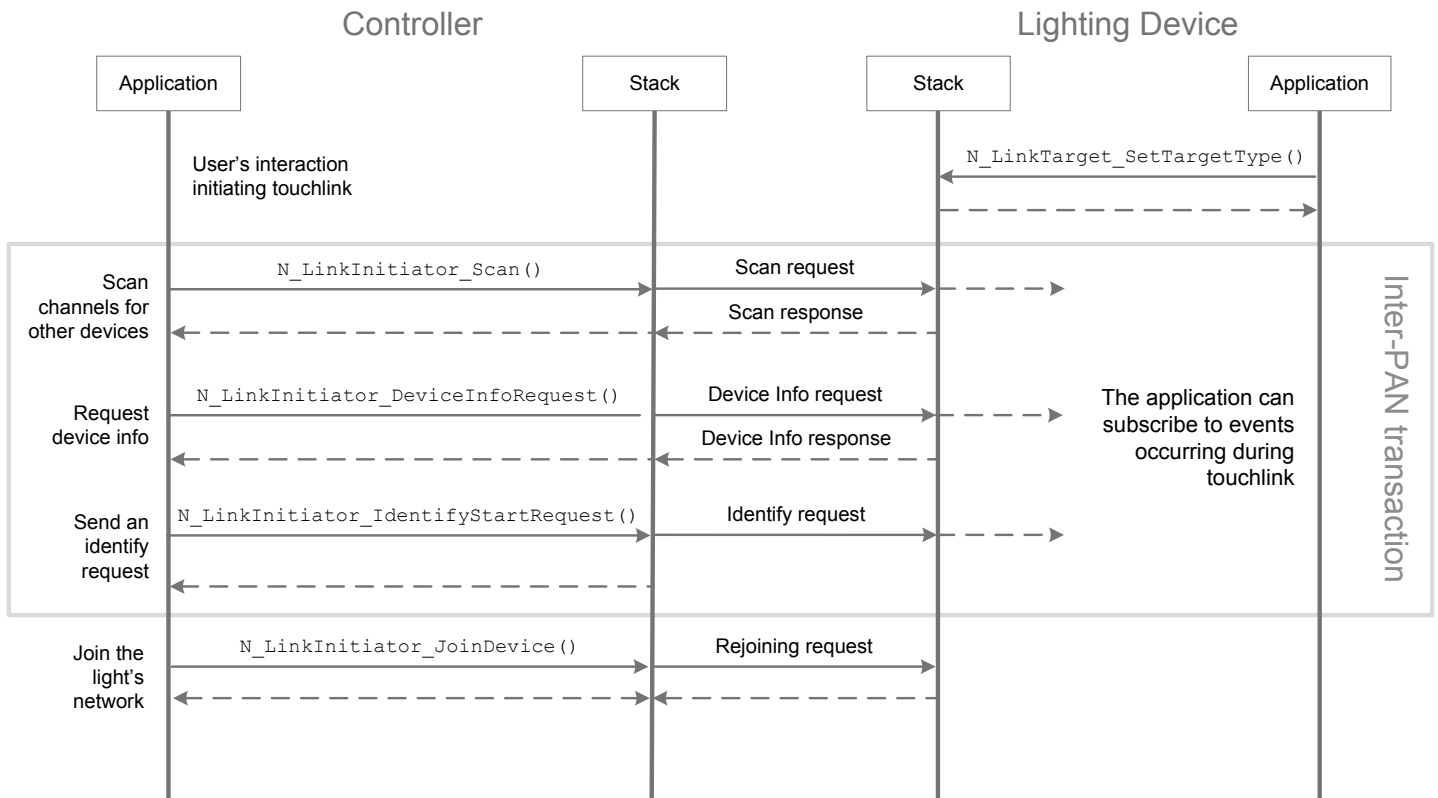 Controller
Lighting Device
Application
Stack
Stack
Application
User's interaction
initiating touchlink
N_LinkTarget_SetTargetType()
Scan
channels for
other devices
N_LinkInitiator_Scan()
Scan request
Scan response
Request
device info
N_LinkInitiator_DeviceInfoRequest()
Device Info request
Device Info response
The application can
subscribe to events
occurring during
touchlink
Inter-PAN transaction
Send an
identify
request
N_LinkInitiator_IdentifyStartRequest()
Identify request
Join the
light's
network
N_LinkInitiator_JoinDevice()
Rejoining request